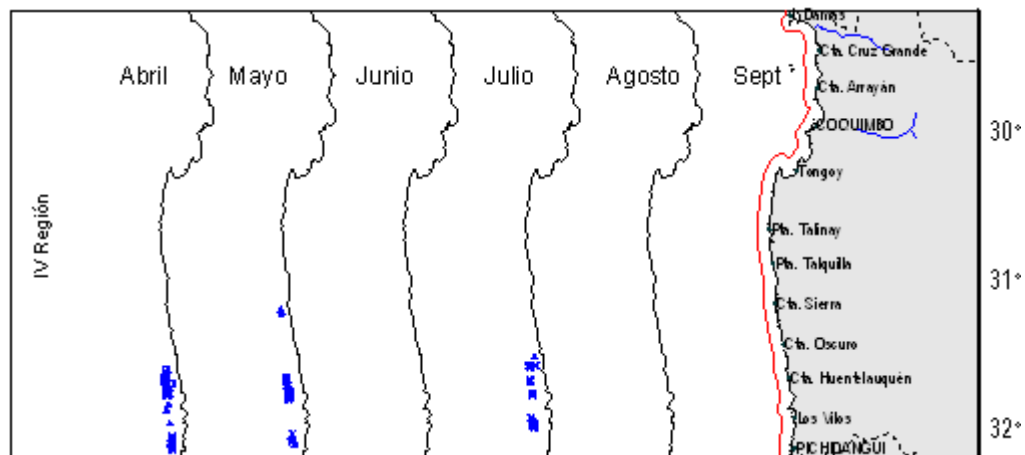 I. Damas
Cta. Cruz Grande
Abril Mayo Junio Julio Agosto Sept
Cta. Arrayán
COQUIMBO
30°
Tongoy
IV Región
Pta. Talinay
Pta. Talquilla
31°
Cta. Sierra
Cta. Oscuro
Cta. Huentelauquén
Los Vilos
32°
PICHIDANGUI